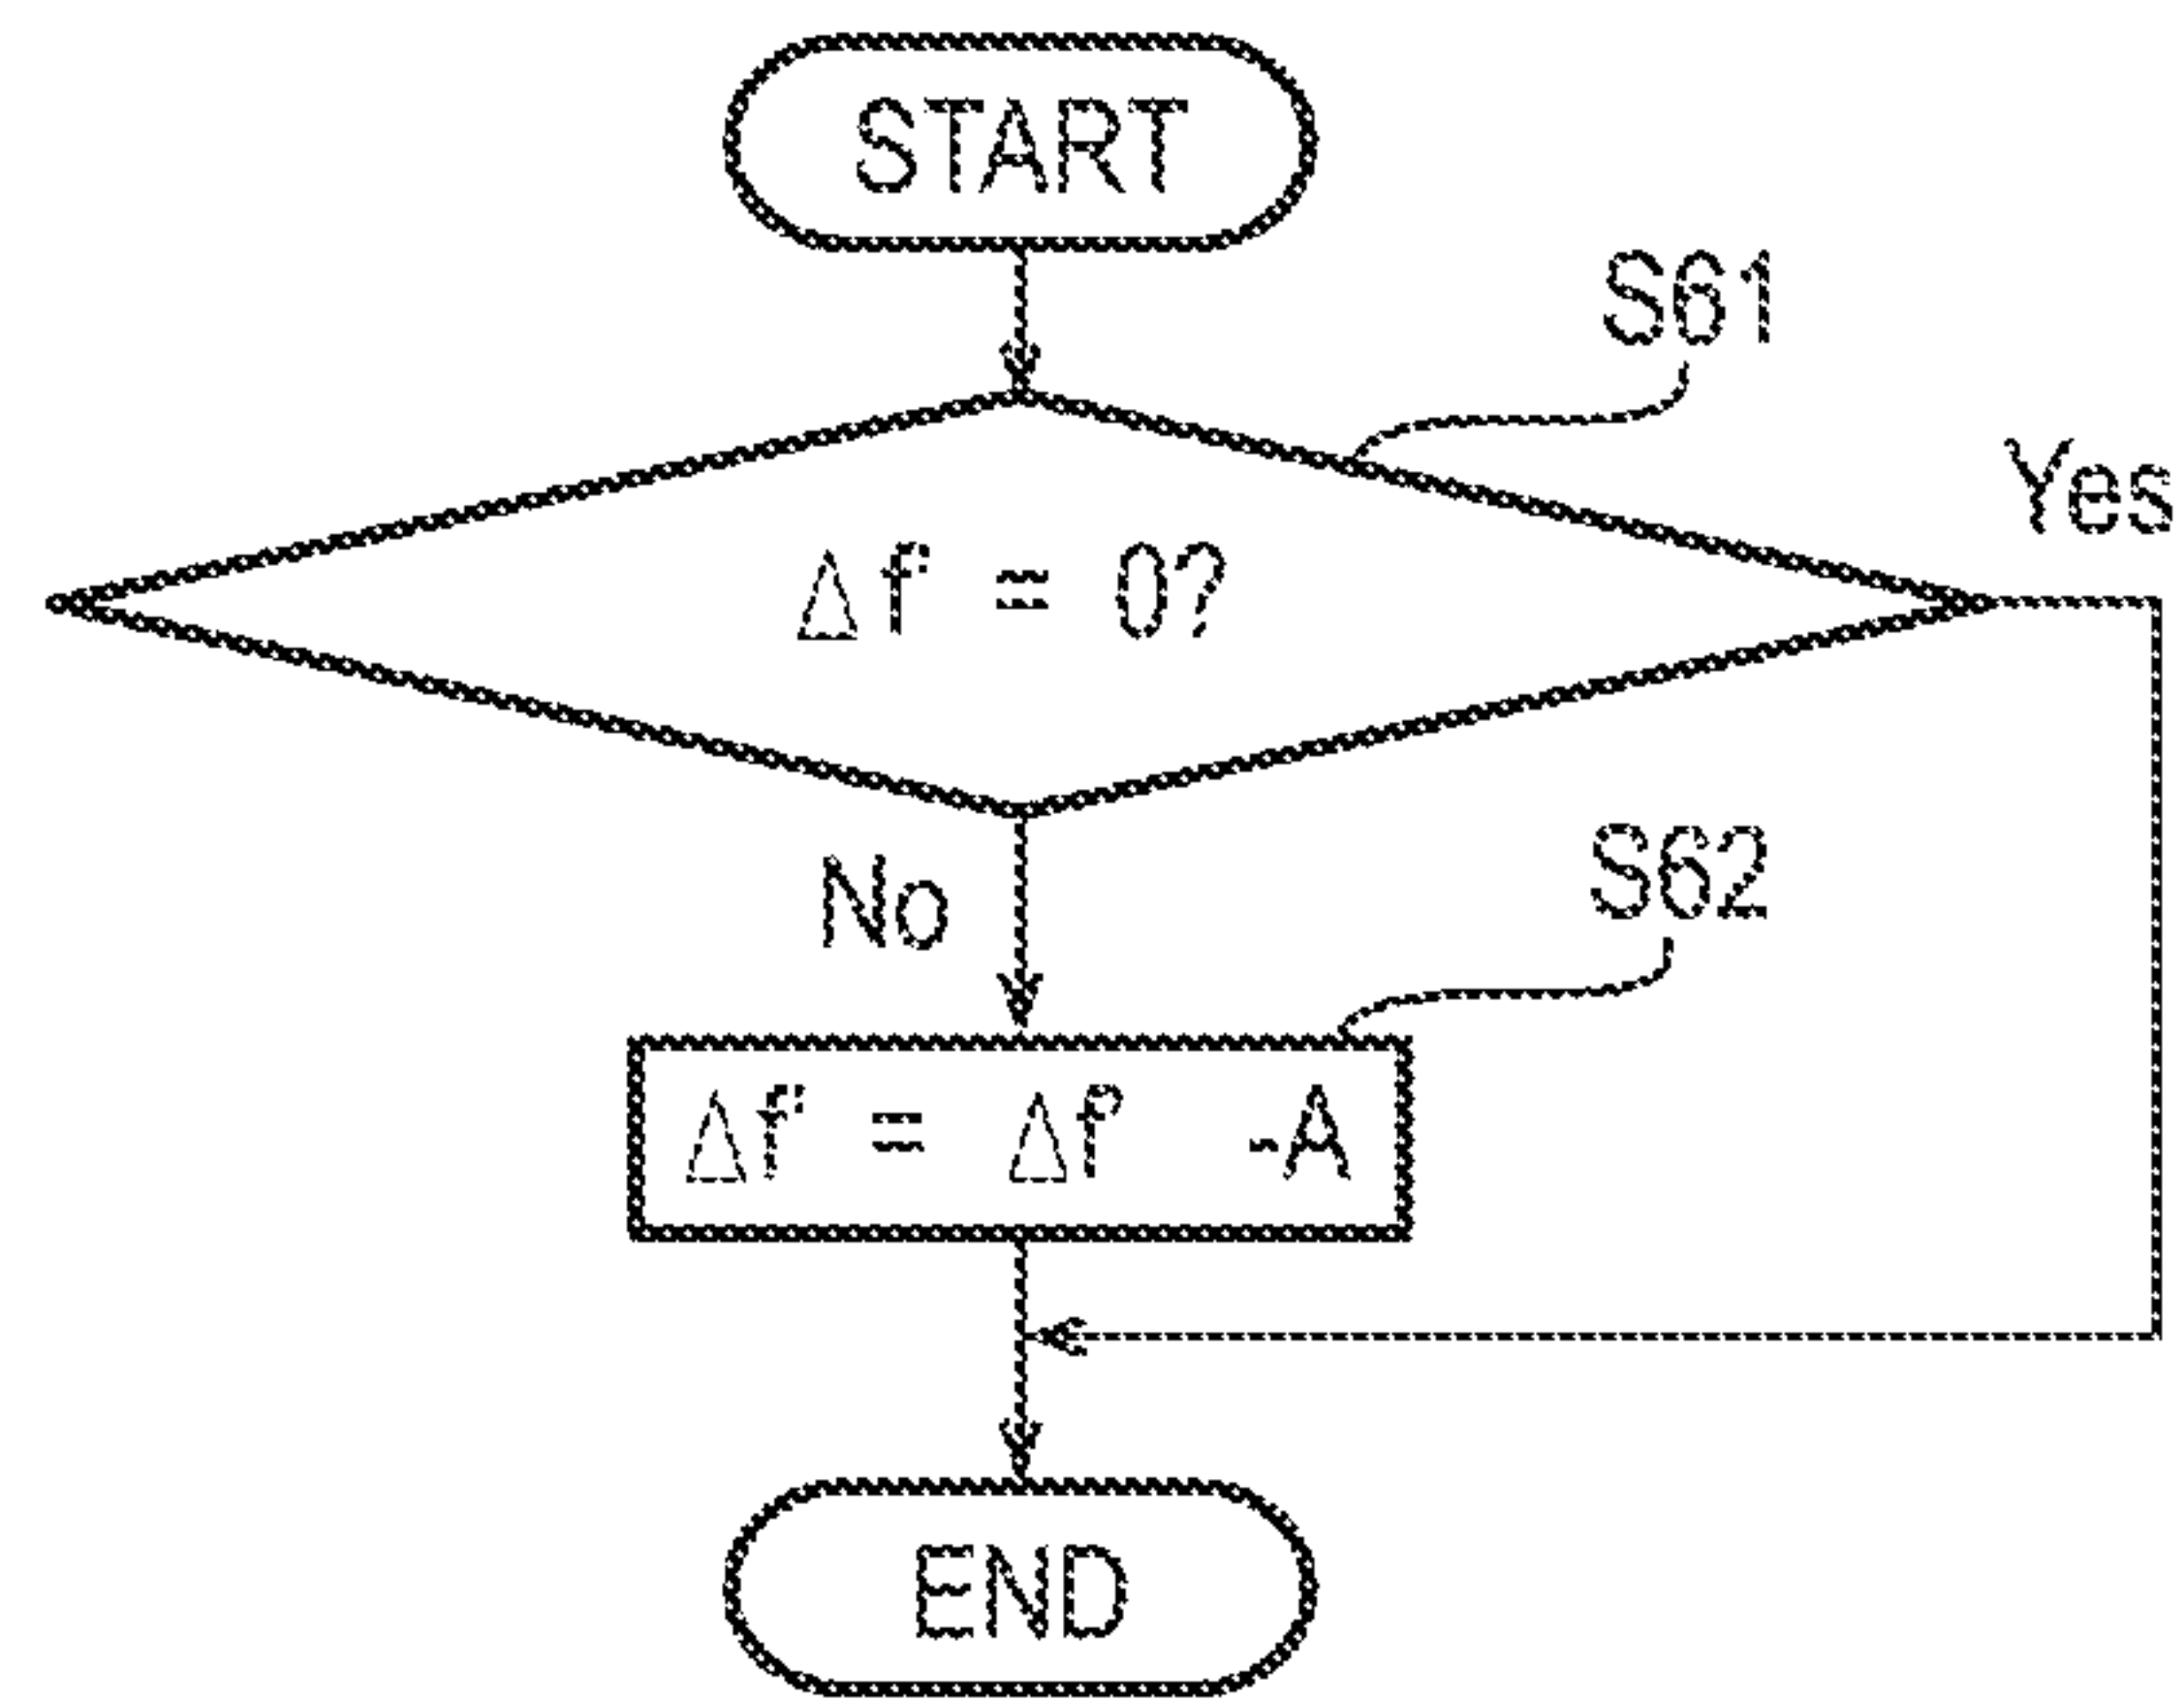 START
S61
Yes
Δf = 0?
No
S62
Δf' = Δf' -A
END